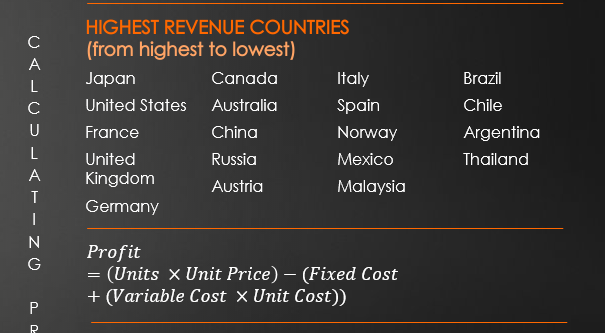 HIGHEST REVENUE COUNTRIES
(from highest to lowest)
Japan
United States
France
United
Kingdom
Germany
Canada
Australia
China
Russia
Austria
Italy
Spain
Norway
Mexico
Malaysia
Brazil
Chile
Argentina
Thailand
Profit
= (Units × Unit Price) − (Fixed Cost
+ (Variable Cost × Unit Cost))
C
A
L
C
U
L
A
T
I
N
G
P
R